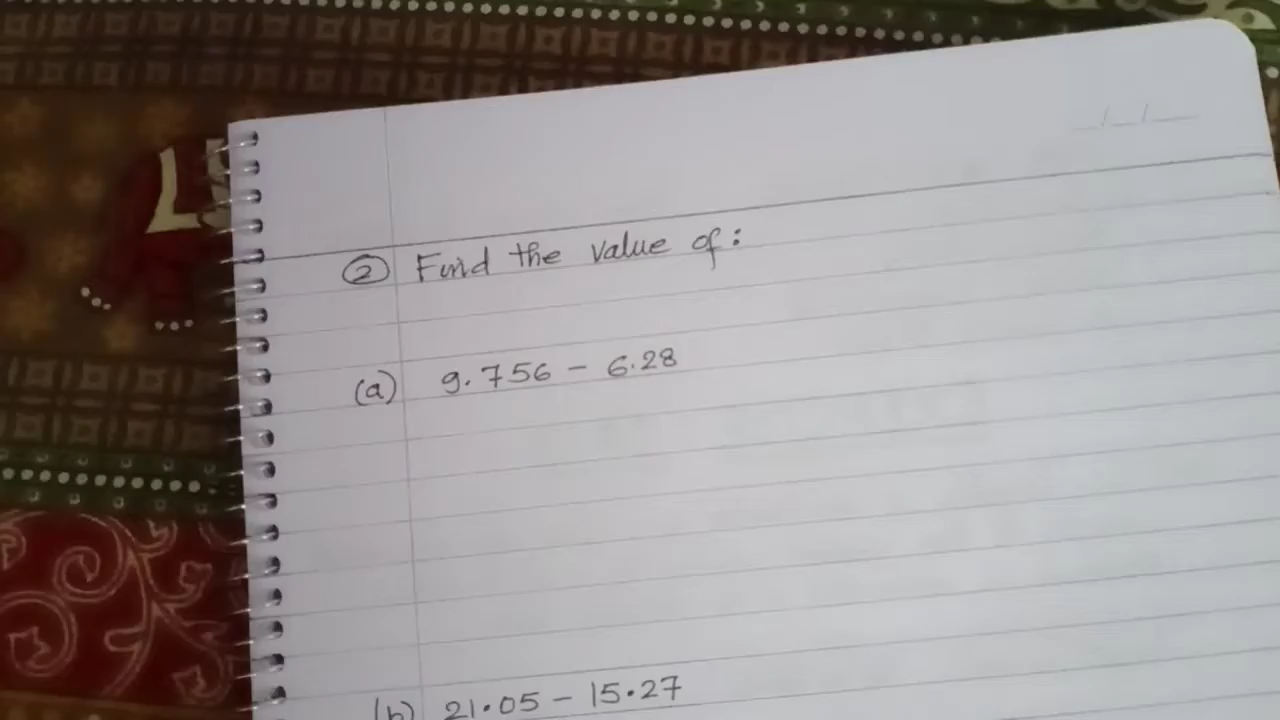 ② Find the value of:
(a) 9.756 - 6.28
(b) 21.05 - 15.27